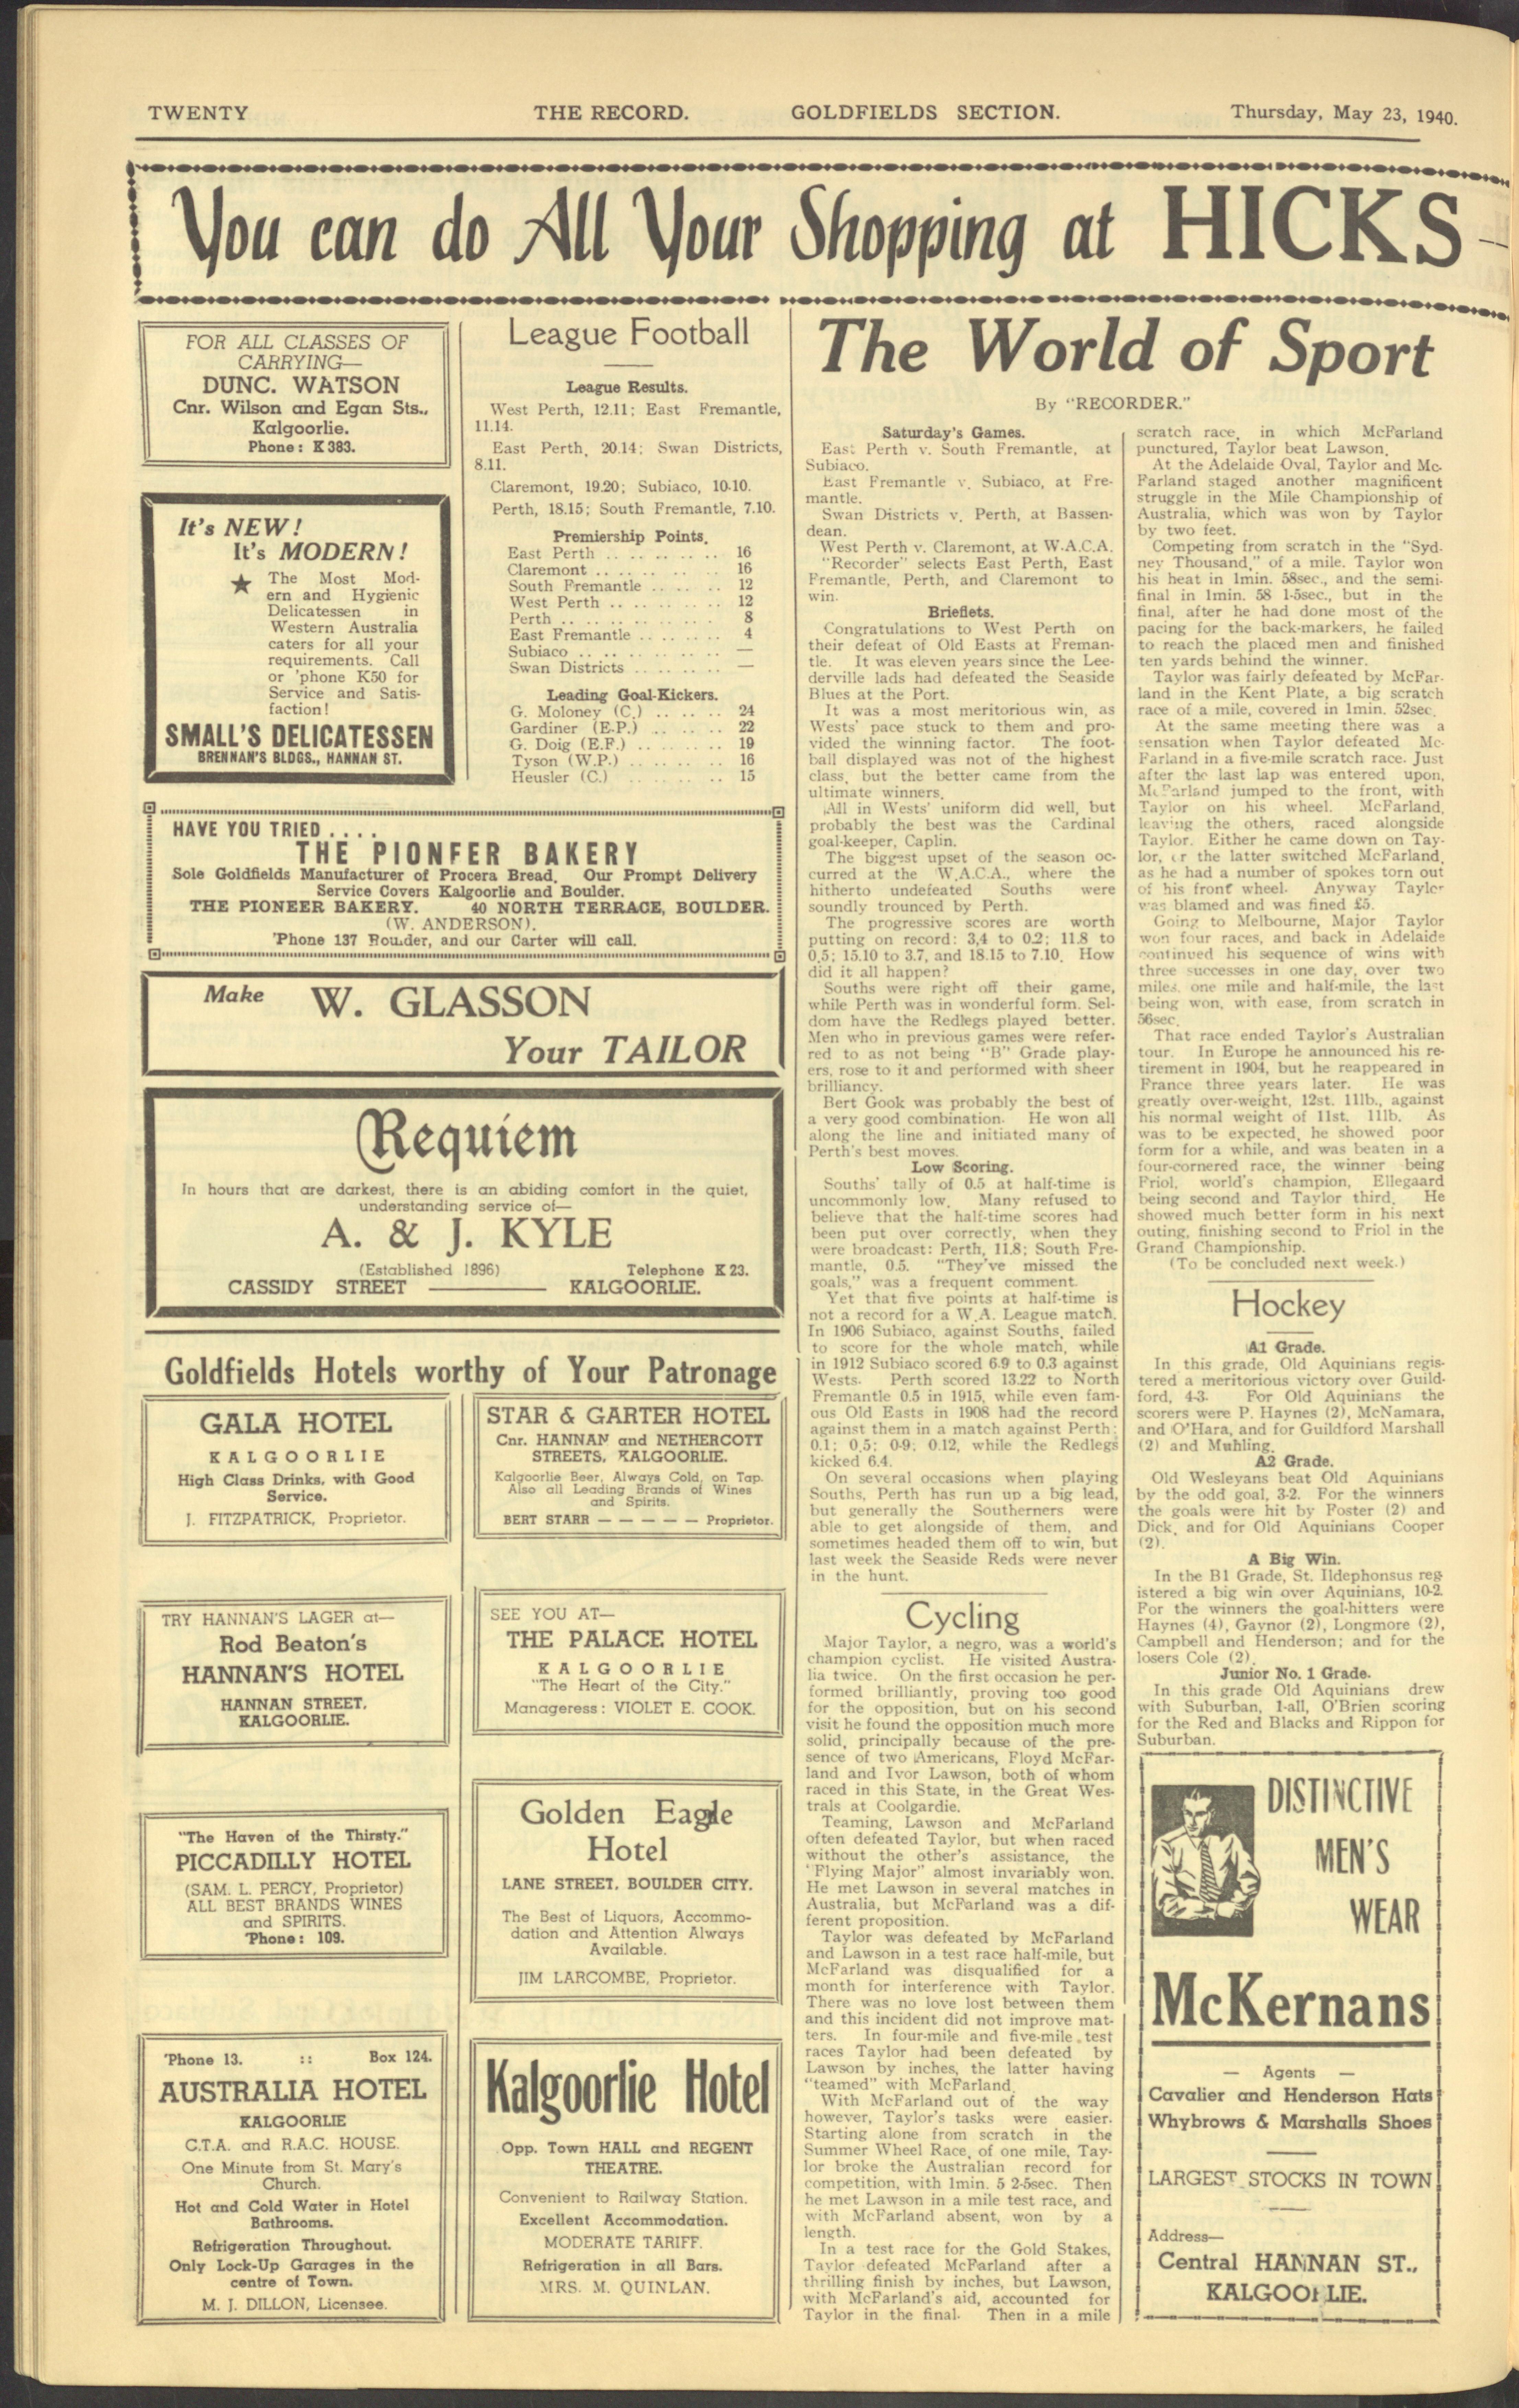 TWENTY THE RECORD. GOLDFIELDS SECTION. Thursday, May 23, 1940.
You can do All Your Shopping at HICKS —
FOR ALL CLASSES OF
CARRYING—
DUNC. WATSON
Cnr. Wilson and Egan Sts.,
Kalgoorlie.
Phone: K 383.
It's NEW!
It's MODERN!
★ The Most Mod-
ern and Hygienic
Delicatessen in
Western Australia
caters for all your
requirements. Call
or 'phone K50 for
Service and Satis-
faction!
SMALL'S DELICATESSEN
BRENNAN'S BLDGS., HANNAN ST.
League Football
League Results.
West Perth, 12.11; East Fremantle,
11.14.
East Perth, 20.14; Swan Districts,
8.11.
Claremont, 19.20; Subiaco, 10.10.
Perth, 18.15; South Fremantle, 7.10.
Premiership Points.
East Perth .. .. .. .. .. 16
Claremont .. .. .. .. .. 16
South Fremantle .. .. .. 12
West Perth .. .. .. .. .. 12
Perth .. .. .. .. .. .. 8
East Fremantle .. .. .. .. 4
Subiaco .. .. .. .. .. .. —
Swan Districts .. .. .. .. —
Leading Goal-Kickers.
G. Moloney (C.) .. .. .. 24
Gardiner (E.P.) .. .. .. 22
G. Doig (E.F.) .. .. .. .. 19
Tyson (W.P.) .. .. .. .. 16
Heusler (C.) .. .. .. .. 15
HAVE YOU TRIED ....
THE PIONFER BAKERY
Sole Goldfields Manufacturer of Procera Bread. Our Prompt Delivery
Service Covers Kalgoorlie and Boulder.
THE PIONEER BAKERY. 40 NORTH TERRACE, BOULDER.
(W. ANDERSON).
'Phone 137 Boulder, and our Carter will call.
Make W. GLASSON
Your TAILOR
Requiem
In hours that are darkest, there is an abiding comfort in the quiet,
understanding service of—
A. & J. KYLE
(Established 1896) Telephone K 23.
CASSIDY STREET ——— KALGOORLIE.
Goldfields Hotels worthy of Your Patronage
GALA HOTEL
KALGOORLIE
High Class Drinks, with Good
Service.
J. FITZPATRICK, Proprietor.
STAR & GARTER HOTEL
Cnr. HANNAN and NETHERCOTT
STREETS, KALGOORLIE.
Kalgoorlie Beer, Always Cold, on Tap.
Also all Leading Brands of Wines
and Spirits.
BERT STARR — — — — — Proprietor.
TRY HANNAN'S LAGER at—
Rod Beaton's
HANNAN'S HOTEL
HANNAN STREET,
KALGOORLIE.
SEE YOU AT—
THE PALACE HOTEL
KALGOORLIE
"The Heart of the City."
Manageress: VIOLET E. COOK.
"The Haven of the Thirsty."
PICCADILLY HOTEL
(SAM. L. PERCY, Proprietor)
ALL BEST BRANDS WINES
and SPIRITS.
'Phone: 109.
Golden Eagle
Hotel
LANE STREET, BOULDER CITY.
The Best of Liquors, Accommo-
dation and Attention Always
Available.
JIM LARCOMBE, Proprietor.
'Phone 13. :: Box 124.
AUSTRALIA HOTEL
KALGOORLIE
C.T.A. and R.A.C. HOUSE.
One Minute from St. Mary's
Church.
Hot and Cold Water in Hotel
Bathrooms.
Refrigeration Throughout.
Only Lock-Up Garages in the
centre of Town.
M. J. DILLON, Licensee.
Kalgoorlie Hotel
Opp. Town HALL and REGENT
THEATRE.
Convenient to Railway Station.
Excellent Accommodation.
MODERATE TARIFF.
Refrigeration in all Bars.
MRS. M. QUINLAN.
The World of Sport
By "RECORDER."
Saturday's Games.
East Perth v. South Fremantle, at
Subiaco.
East Fremantle v. Subiaco, at Fre-
mantle.
Swan Districts v. Perth, at Bassen-
dean.
West Perth v. Claremont, at W.A.C.A.
"Recorder" selects East Perth, East
Fremantle, Perth, and Claremont to
win.
Brieflets.
Congratulations to West Perth on
their defeat of Old Easts at Freman-
tle. It was eleven years since the Lee-
derville lads had defeated the Seaside
Blues at the Port.
It was a most meritorious win, as
Wests' pace stuck to them and pro-
vided the winning factor. The foot-
ball displayed was not of the highest
class, but the better came from the
ultimate winners.
All in Wests' uniform did well, but
probably the best was the Cardinal
goal-keeper, Caplin.
The biggest upset of the season oc-
curred at the W.A.C.A., where the
hitherto undefeated Souths were
soundly trounced by Perth.
The progressive scores are worth
putting on record: 3.4 to 0.2; 11.8 to
0.5; 15.10 to 3.7, and 18.15 to 7.10. How
did it all happen?
Souths were right off their game,
while Perth was in wonderful form. Sel-
dom have the Redlegs played better.
Men who in previous games were refer-
red to as not being "B" Grade play-
ers, rose to it and performed with sheer
brilliancy.
Bert Gook was probably the best of
a very good combination. He won all
along the line and initiated many of
Perth's best moves.
Low Scoring.
Souths' tally of 0.5 at half-time is
uncommonly low. Many refused to
believe that the half-time scores had
been put over correctly, when they
were broadcast: Perth, 11.8; South Fre-
mantle, 0.5. "They've missed the
goals," was a frequent comment.
Yet that five points at half-time is
not a record for a W.A. League match.
In 1906 Subiaco, against Souths, failed
to score for the whole match, while
in 1912 Subiaco scored 6.9 to 0.3 against
Wests. Perth scored 13.22 to North
Fremantle 0.5 in 1915, while even fam-
ous Old Easts in 1908 had the record
against them in a match against Perth:
0.1; 0.5; 0-9; 0.12, while the Redlegs
kicked 6.4.
On several occasions when playing
Souths, Perth has run up a big lead,
but generally the Southerners were
able to get alongside of them, and
sometimes headed them off to win, but
last week the Seaside Reds were never
in the hunt.
Cycling
Major Taylor, a negro, was a world's
champion cyclist. He visited Austra-
lia twice. On the first occasion he per-
formed brilliantly, proving too good
for the opposition, but on his second
visit he found the opposition much more
solid, principally because of the pre-
sence of two Americans, Floyd McFar-
land and Ivor Lawson, both of whom
raced in this State, in the Great Wes-
trals at Coolgardie.
Teaming, Lawson and McFarland
often defeated Taylor, but when raced
without the other's assistance, the
"Flying Major" almost invariably won.
He met Lawson in several matches in
Australia, but McFarland was a dif-
ferent proposition.
Taylor was defeated by McFarland
and Lawson in a test race half-mile, but
McFarland was disqualified for a
month for interference with Taylor.
There was no love lost between them
and this incident did not improve mat-
ters. In four-mile and five-mile test
races Taylor had been defeated by
Lawson by inches, the latter having
"teamed" with McFarland.
With McFarland out of the way
however, Taylor's tasks were easier.
Starting alone from scratch in the
Summer Wheel Race, of one mile, Tay-
lor broke the Australian record for
competition, with 1min. 5 2-5sec. Then
he met Lawson in a mile test race, and
with McFarland absent, won by a
length.
In a test race for the Gold Stakes,
Taylor defeated McFarland after a
thrilling finish by inches, but Lawson,
with McFarland's aid, accounted for
Taylor in the final. Then in a mile
scratch race, in which McFarland
punctured, Taylor beat Lawson.
At the Adelaide Oval, Taylor and Mc-
Farland staged another magnificent
struggle in the Mile Championship of
Australia, which was won by Taylor
by two feet.
Competing from scratch in the "Syd-
ney Thousand," of a mile. Taylor won
his heat in 1min. 58sec., and the semi-
final in 1min. 58 1-5sec., but in the
final, after he had done most of the
pacing for the back-markers, he failed
to reach the placed men and finished
ten yards behind the winner.
Taylor was fairly defeated by McFar-
land in the Kent Plate, a big scratch
race of a mile, covered in 1min. 52sec.
At the same meeting there was a
sensation when Taylor defeated Mc-
Farland in a five-mile scratch race. Just
after the last lap was entered upon,
McFarland jumped to the front, with
Taylor on his wheel. McFarland,
leaving the others, raced alongside
Taylor. Either he came down on Tay-
lor, or the latter switched McFarland,
as he had a number of spokes torn out
of his front wheel. Anyway Taylor
was blamed and was fined £5.
Going to Melbourne, Major Taylor
won four races, and back in Adelaide
continued his sequence of wins with
three successes in one day, over two
miles, one mile and half-mile, the last
being won, with ease, from scratch in
56sec.
That race ended Taylor's Australian
tour. In Europe he announced his re-
tirement in 1904, but he reappeared in
France three years later. He was
greatly over-weight, 12st. 11lb., against
his normal weight of 11st. 11lb. As
was to be expected, he showed poor
form for a while, and was beaten in a
four-cornered race, the winner being
Friol, world's champion, Ellegaard
being second and Taylor third. He
showed much better form in his next
outing, finishing second to Friol in the
Grand Championship.
(To be concluded next week.)
Hockey
A1 Grade.
In this grade, Old Aquinians regis-
tered a meritorious victory over Guild-
ford, 4-3. For Old Aquinians the
scorers were P. Haynes (2), McNamara,
and O'Hara, and for Guildford Marshall
(2) and Muhling.
A2 Grade.
Old Wesleyans beat Old Aquinians
by the odd goal, 3-2. For the winners
the goals were hit by Foster (2) and
Dick, and for Old Aquinians Cooper
(2).
A Big Win.
In the B1 Grade, St. Ildephonsus reg-
istered a big win over Aquinians, 10-2.
For the winners the goal-hitters were
Haynes (4), Gaynor (2), Longmore (2),
Campbell and Henderson; and for the
losers Cole (2).
Junior No. 1 Grade.
In this grade Old Aquinians drew
with Suburban, 1-all, O'Brien scoring
for the Red and Blacks and Rippon for
Suburban.
DISTINCTIVE
MEN'S
WEAR
McKernans
— Agents —
Cavalier and Henderson Hats
Whybrows & Marshalls Shoes
LARGEST STOCKS IN TOWN
Address—
Central HANNAN ST.,
KALGOORLIE.